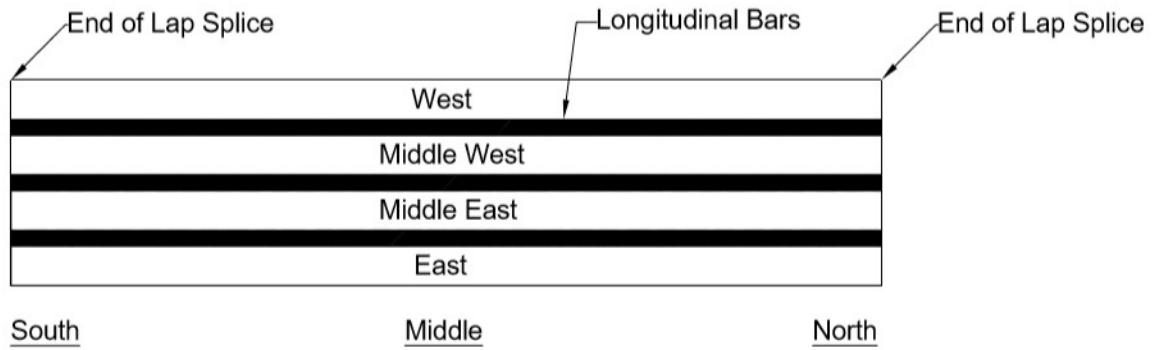 End of Lap Splice
Longitudinal Bars
End of Lap Splice
West
Middle West
Middle East
East
South
Middle
North